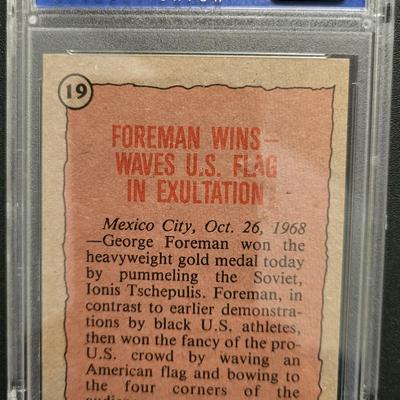 19
FOREMAN WINS—
WAVES U.S. FLAG
IN EXULTATION
Mexico City, Oct. 26, 1968
—George Foreman won the
heavyweight gold medal today
by pummeling the Soviet,
Ionis Tschepulis. Foreman, in
contrast to earlier demonstra-
tions by black U.S. athletes,
then won the fancy of the pro-
U.S. crowd by waving an
American flag and bowing to
the four corners of the